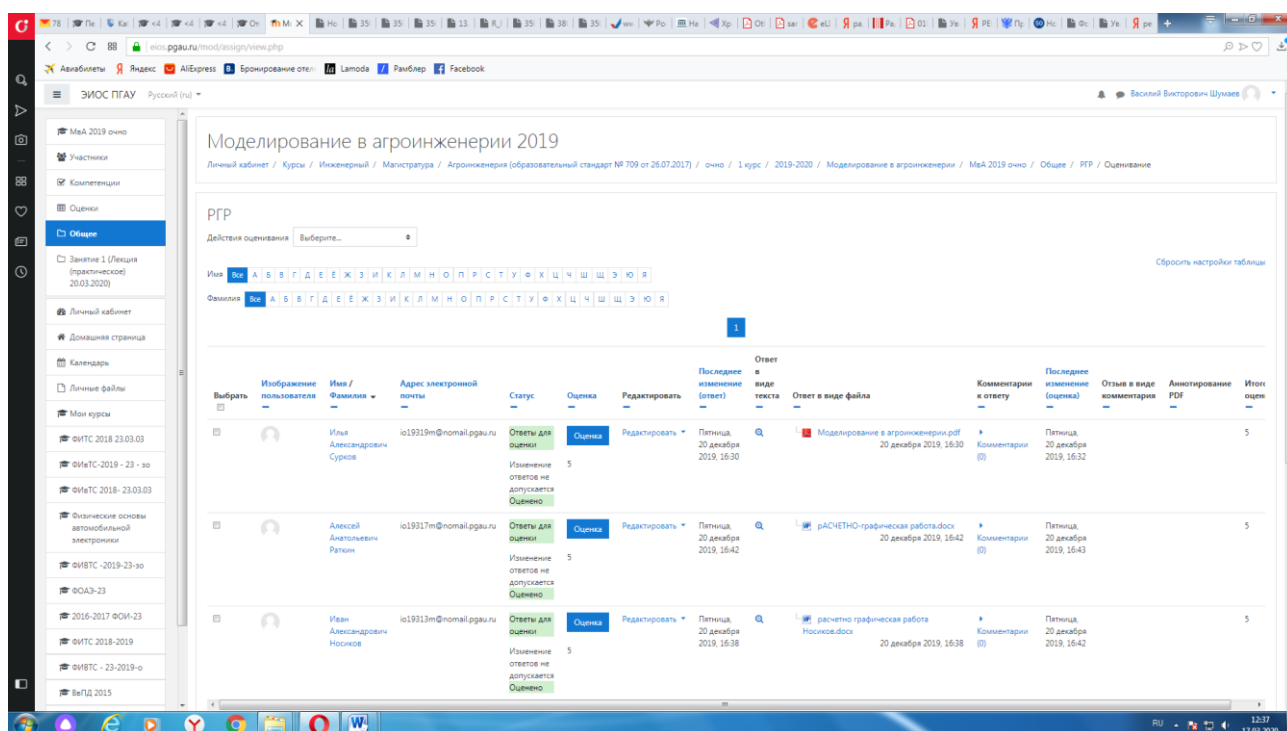 eios.pgau.ru/mod/assign/view.php
Авиабилеты Яндекс AliExpress Бронирование отел Lamoda Рамблер Facebook
ЭИОС ПГАУ Русский (ru)
Василий Викторович Шумаев
МвА 2019 очно
Участники
Компетенции
Оценки
Общее
Занятие 1 (Лекция
(практическое)
20.03.2020)
Личный кабинет
Домашняя страница
Календарь
Личные файлы
Мои курсы
ФИТС 2018 23.03.03
ФИвТС-2019 - 23 - зо
ФИвТС 2018- 23.03.03
Физические основы
автомобильной
электроники
ФИВТС -2019-23-зо
ФОАЭ-23
2016-2017 ФОИ-23
ФИТС 2018-2019
ФИВТС - 23-2019-о
ВвПД 2015
Моделирование в агроинженерии 2019
Личный кабинет / Курсы / Инженерный / Магистратура / Агроинженерия (образовательный стандарт № 709 от 26.07.2017) / очно / 1 курс / 2019-2020 / Моделирование в агроинженерии / МвА 2019 очно / Общее / РГР / Оценивание
РГР
Действия оценивания Выберите...
Сбросить настройки таблицы
Имя Все А Б В Г Д Е Ё Ж З И К Л М Н О П Р С Т У Ф Х Ц Ч Ш Щ Э Ю Я
Фамилия Все А Б В Г Д Е Ё Ж З И К Л М Н О П Р С Т У Ф Х Ц Ч Ш Щ Э Ю Я
1
Выбрать
Изображение
пользователя
Имя /
Фамилия
Адрес электронной
почты
Статус
Оценка
Редактировать
Последнее
изменение
(ответ)
Ответ
в
виде
текста
Ответ в виде файла
Комментарии
к ответу
Последнее
изменение
(оценка)
Отзыв в виде
комментария
Аннотирование
PDF
Итого
оцен
Илья
Александрович
Сурков
io19319m@nomail.pgau.ru
Ответы для
оценки
Изменение
ответов не
допускается
Оценено
Оценка
5
Редактировать
Пятница,
20 декабря
2019, 16:30
Моделирование в агроинженерии.pdf
20 декабря 2019, 16:30
Комментарии
(0)
Пятница,
20 декабря
2019, 16:32
5
Алексей
Анатольевич
Раткин
io19317m@nomail.pgau.ru
Ответы для
оценки
Изменение
ответов не
допускается
Оценено
Оценка
5
Редактировать
Пятница,
20 декабря
2019, 16:42
рАСЧЕТНО-графическая работа.docx
20 декабря 2019, 16:42
Комментарии
(0)
Пятница,
20 декабря
2019, 16:43
5
Иван
Александрович
Носиков
io19313m@nomail.pgau.ru
Ответы для
оценки
Изменение
ответов не
допускается
Оценено
Оценка
5
Редактировать
Пятница,
20 декабря
2019, 16:38
расчетно графическая работа
Носиков.docx
20 декабря 2019, 16:38
Комментарии
(0)
Пятница,
20 декабря
2019, 16:42
5
RU
12:37
17.03.2020